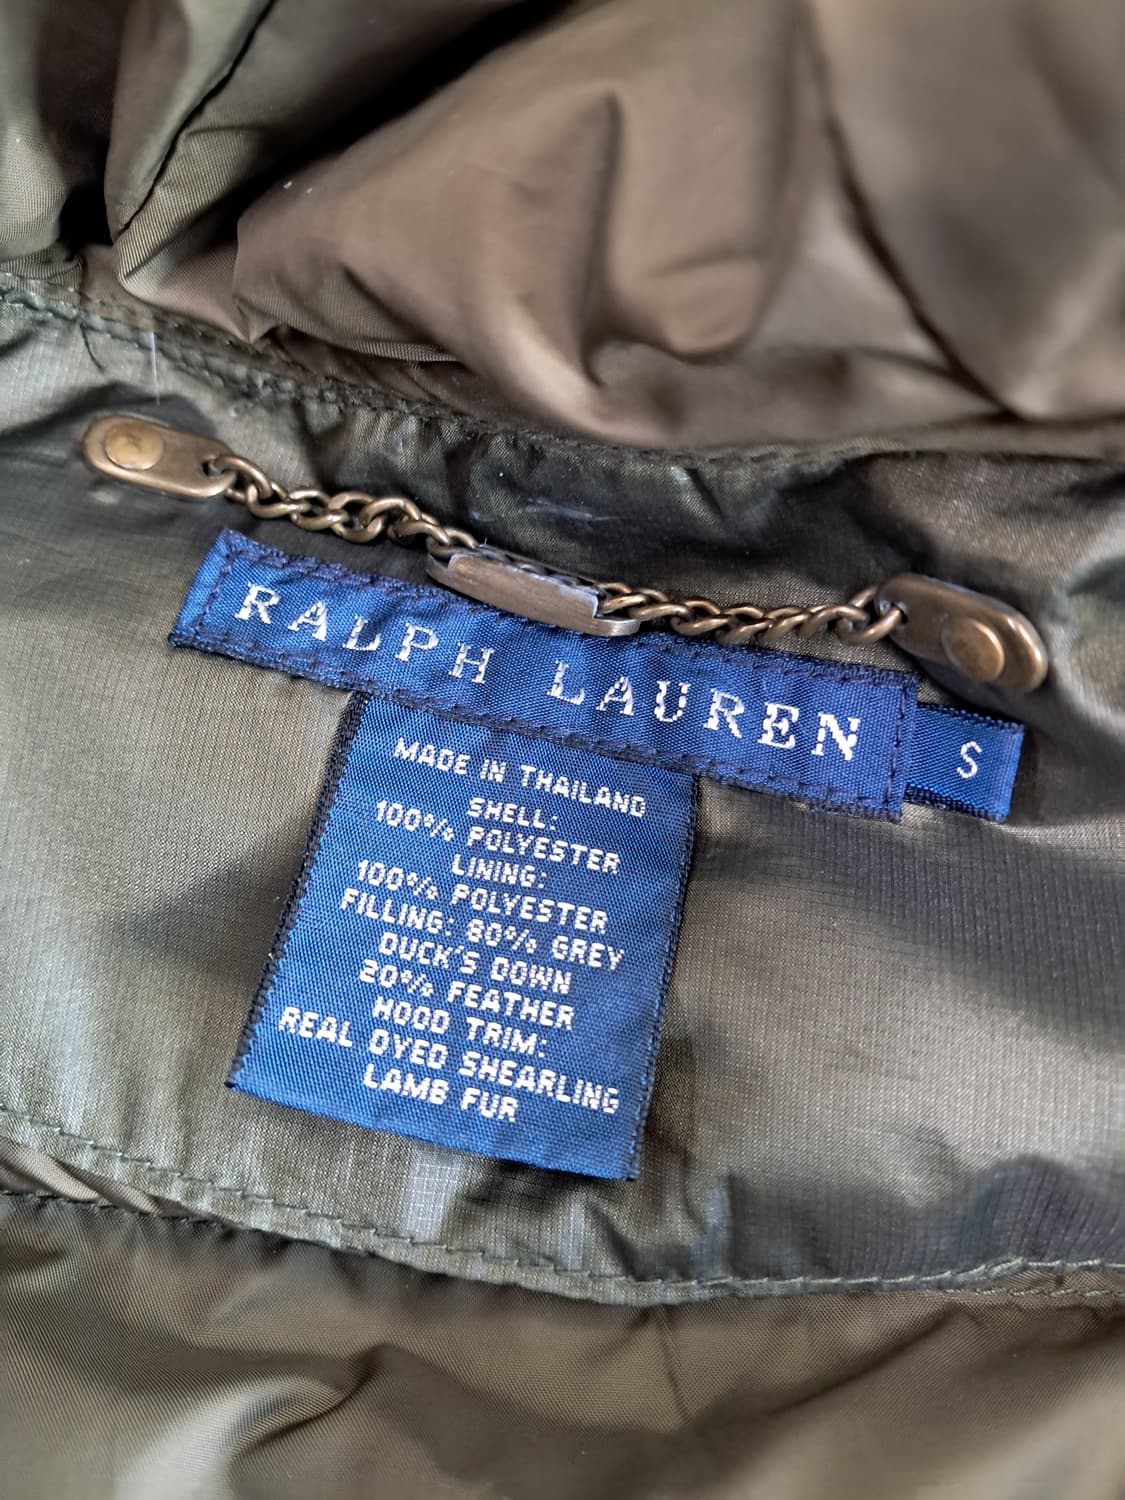 RALPH LAUREN
S
MADE IN THAILAND
SHELL:
100% POLYESTER
LINING:
100% POLYESTER
FILLING: 80% GREY
DUCK'S DOWN
20% FEATHER
HOOD TRIM:
REAL DYED SHEARLING
LAMB FUR